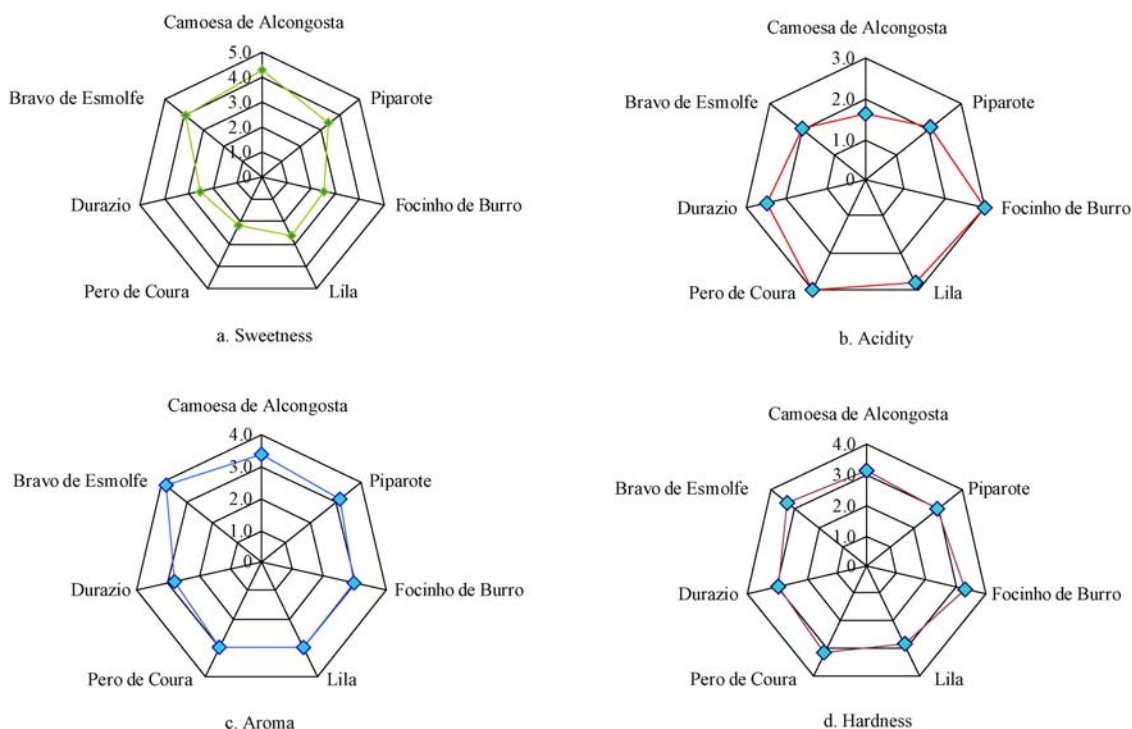 Camoesa de Alcongosta
5.0
4.0
3.0
2.0
1.0
0
Bravo de Esmolfe
Piparote
Durazio
Focinho de Burro
Pero de Coura
Lila
a. Sweetness
Camoesa de Alcongosta
3.0
2.0
1.0
0
Bravo de Esmolfe
Piparote
Durazio
Focinho de Burro
Pero de Coura
Lila
b. Acidity
Camoesa de Alcongosta
4.0
3.0
2.0
1.0
0
Bravo de Esmolfe
Piparote
Durazio
Focinho de Burro
Pero de Coura
Lila
c. Aroma
Camoesa de Alcongosta
4.0
3.0
2.0
1.0
0
Bravo de Esmolfe
Piparote
Durazio
Focinho de Burro
Pero de Coura
Lila
d. Hardness